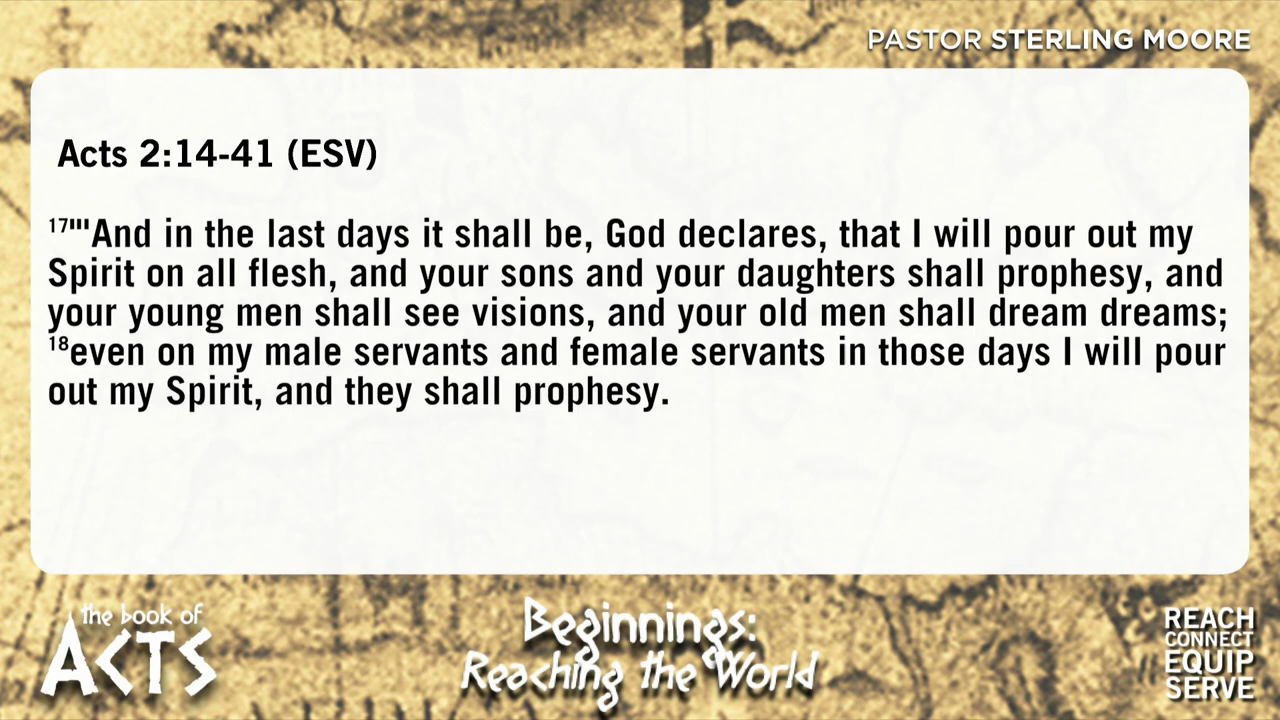 PASTOR STERLING MOORE
Acts 2:14-41 (ESV)
17"'"And in the last days it shall be, God declares, that I will pour out my
Spirit on all flesh, and your sons and your daughters shall prophesy, and
your young men shall see visions, and your old men shall dream dreams;
18even on my male servants and female servants in those days I will pour
out my Spirit, and they shall prophesy.
the book of
ACTS
Beginnings:
Reaching the World
REACH
CONNECT
EQUIP
SERVE